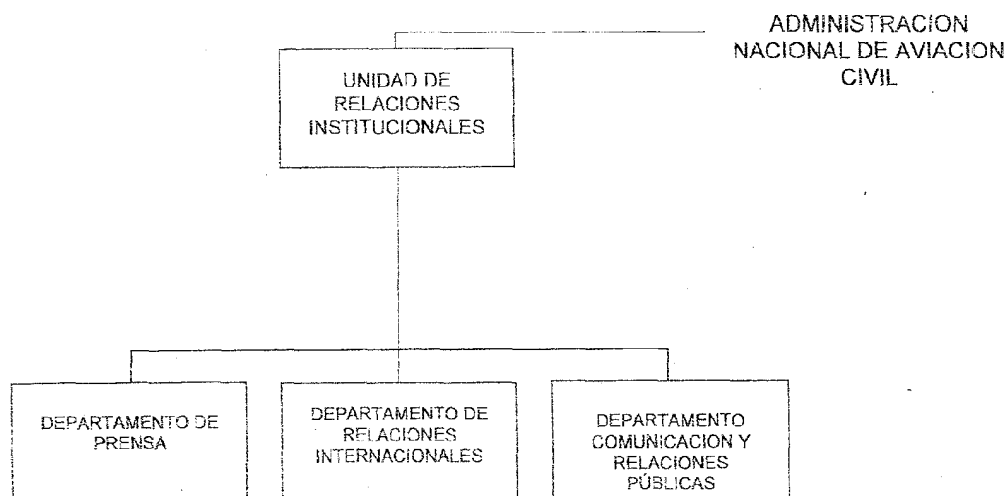 ADMINISTRACION
NACIONAL DE AVIACION
CIVIL
UNIDAD DE
RELACIONES
INSTITUCIONALES
DEPARTAMENTO DE
PRENSA
DEPARTAMENTO DE
RELACIONES
INTERNACIONALES
DEPARTAMENTO
COMUNICACION Y
RELACIONES
PÚBLICAS